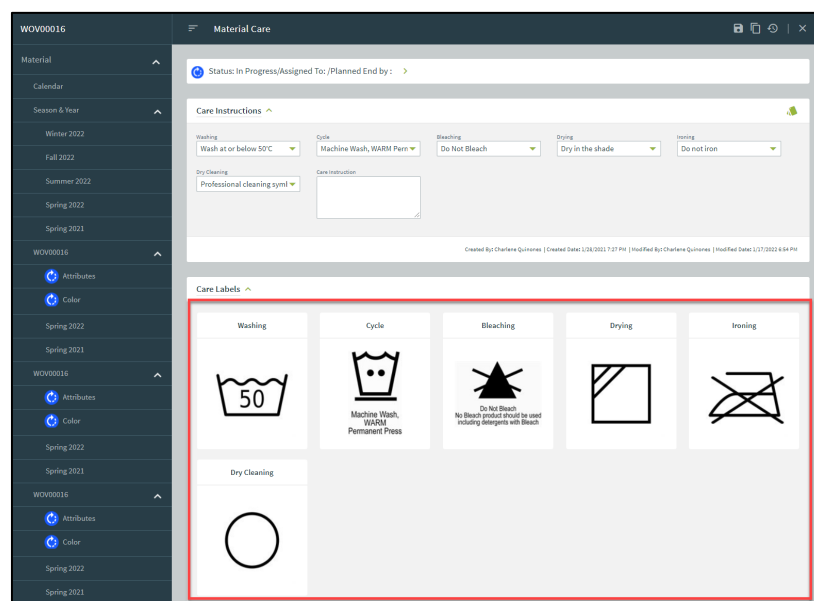 WOV00016
Material Care
Material
Calendar
Season & Year
Winter 2022
Fall 2022
Summer 2022
Spring 2022
Spring 2021
WOV00016
Attributes
Color
Spring 2022
Spring 2021
WOV00016
Attributes
Color
Spring 2022
Spring 2021
WOV00016
Attributes
Color
Spring 2022
Spring 2021
Status: In Progress/Assigned To: /Planned End by :
Care Instructions
Washing
Cycle
Bleaching
Drying
Ironing
Wash at or below 50'C
Machine Wash, WARM Perm
Do Not Bleach
Dry in the shade
Do not iron
Dry Cleaning
Care Instruction
Professional cleaning syml
Created By: Charlene Quinones | Created Date: 1/28/2021 7:27 PM | Modified By: Charlene Quinones | Modified Date: 1/17/2022 6:54 PM
Care Labels
Washing
Cycle
Bleaching
Drying
Ironing
50
Machine Wash,
WARM
Permanent Press
Do Not Bleach
No Bleach product should be used
including detergents with Bleach
Dry Cleaning